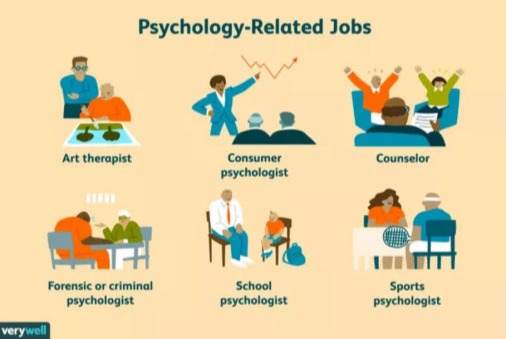 Psychology-Related Jobs
Art therapist
Consumer
psychologist
Counselor
Forensic or criminal
psychologist
School
psychologist
Sports
psychologist
verywell